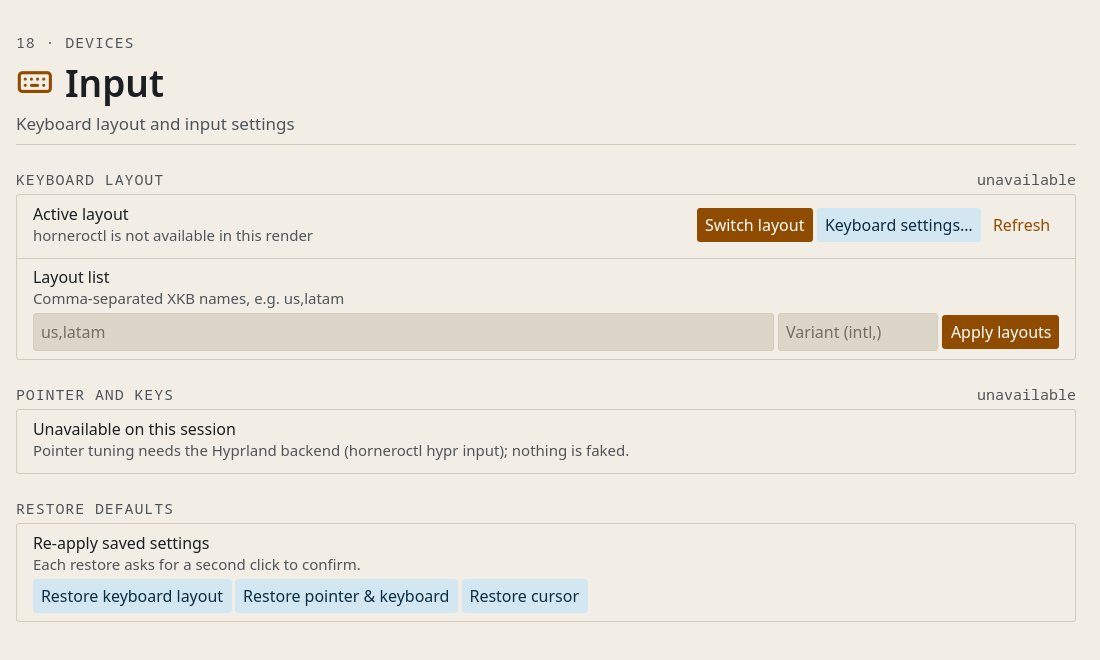 18 · DEVICES
Input
Keyboard layout and input settings
KEYBOARD LAYOUT unavailable
Active layout
horneroctl is not available in this render
Switch layout Keyboard settings... Refresh
Layout list
Comma-separated XKB names, e.g. us,latam
us,latam Variant (intl,) Apply layouts
POINTER AND KEYS unavailable
Unavailable on this session
Pointer tuning needs the Hyprland backend (horneroctl hypr input); nothing is faked.
RESTORE DEFAULTS
Re-apply saved settings
Each restore asks for a second click to confirm.
Restore keyboard layout Restore pointer & keyboard Restore cursor